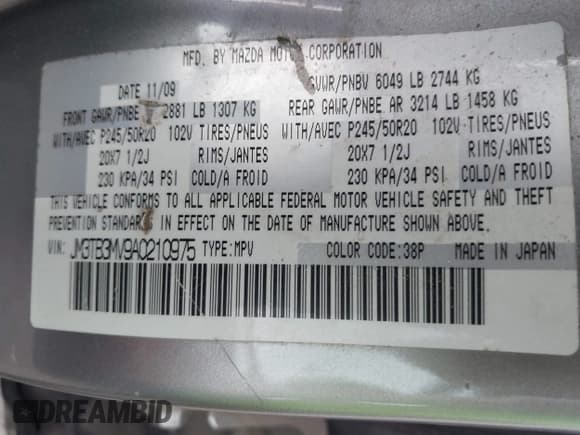 MFD. BY MAZDA MOTOR CORPORATION
DATE 11/09 GVWR/PNBV 6049 LB 2744 KG
FRONT GAWR/PNBE 2881 LB 1307 KG REAR GAWR/PNBE AR 3214 LB 1458 KG
WITH/AVEC P245/50R20 102V TIRES/PNEUS WITH/AVEC P245/50R20 102V TIRES/PNEUS
20X7 1/2J RIMS/JANTES 20X7 1/2J RIMS/JANTES
230 KPA/34 PSI COLD/A FROID 230 KPA/34 PSI COLD/A FROID
THIS VEHICLE CONFORMS TO ALL APPLICABLE FEDERAL MOTOR VEHICLE SAFETY AND THEFT
PREVENTION STANDARDS IN EFFECT ON THE DATE OF MANUFACTURE SHOWN ABOVE.
VIN: JM3TB3MV9A0210975 TYPE:MPV COLOR CODE:38P MADE IN JAPAN
DREAMBID